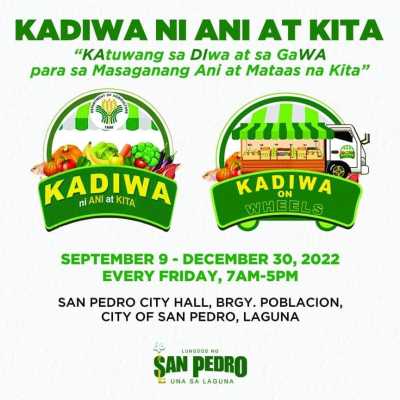 KADIWA NI ANI AT KITA
"KAtuwang sa DIwa at sa GaWA
para sa Masaganang Ani at Mataas na Kita"
KADIWA
ni ANI at KITA
KADIWA
ON
WHEELS
SEPTEMBER 9 - DECEMBER 30, 2022
EVERY FRIDAY, 7AM-5PM
SAN PEDRO CITY HALL, BRGY. POBLACION,
CITY OF SAN PEDRO, LAGUNA
LUNGSOD NG
SAN PEDRO
UNA SA LAGUNA